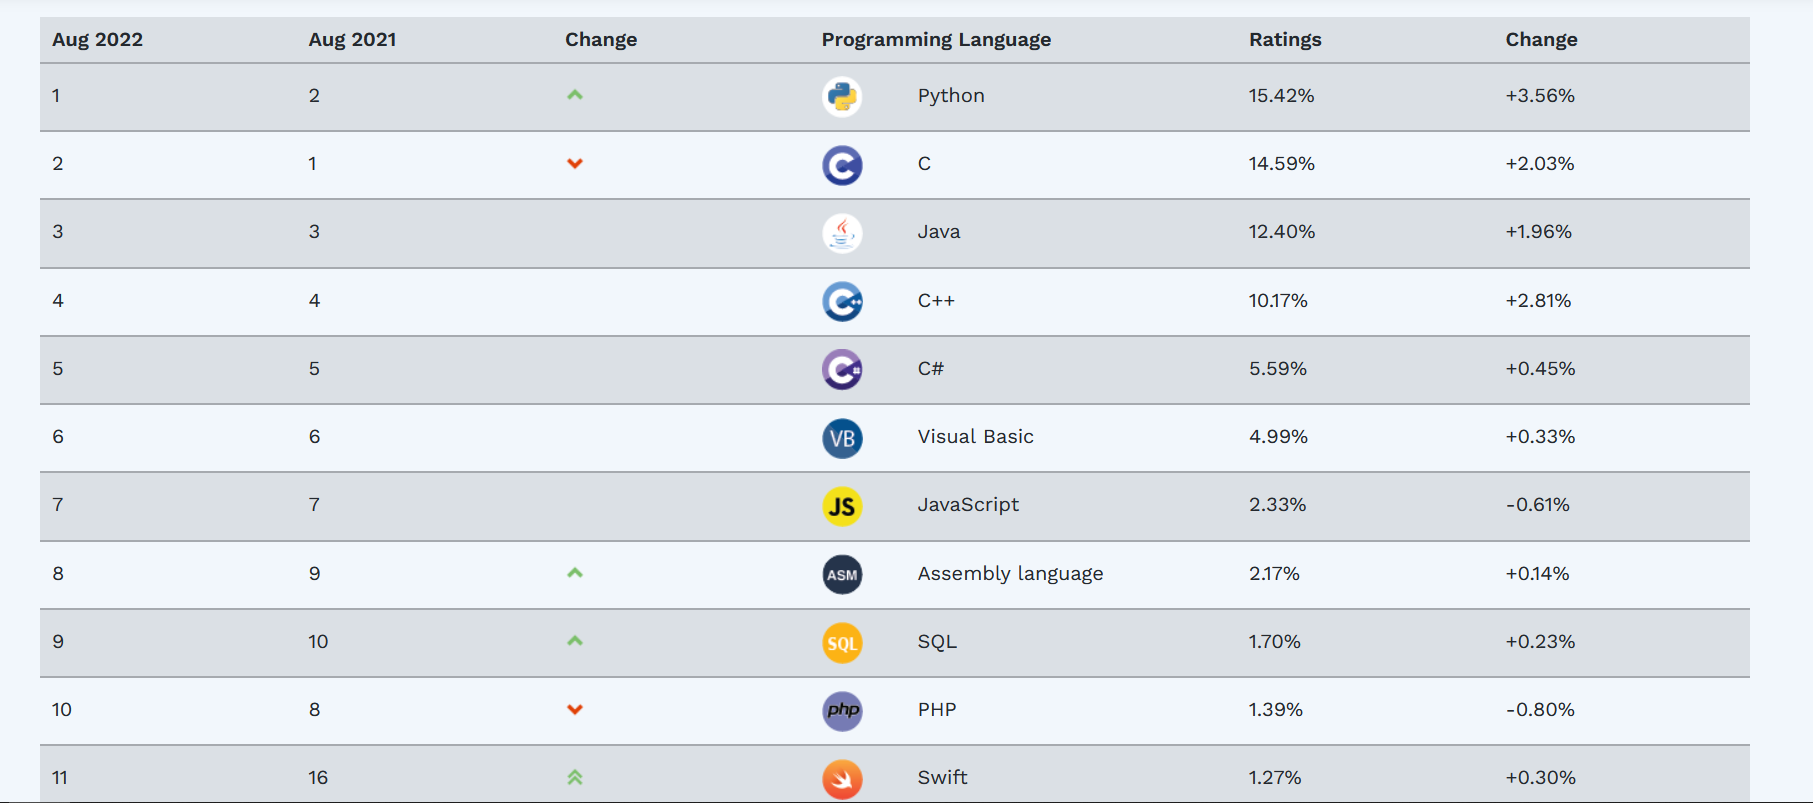 Aug 2022 Aug 2021 Change Programming Language Ratings Change
1 2 Python 15.42% +3.56%
2 1 C 14.59% +2.03%
3 3 Java 12.40% +1.96%
4 4 C++ 10.17% +2.81%
5 5 C# 5.59% +0.45%
6 6 VB Visual Basic 4.99% +0.33%
7 7 JS JavaScript 2.33% -0.61%
8 9 ASM Assembly language 2.17% +0.14%
9 10 SQL SQL 1.70% +0.23%
10 8 php PHP 1.39% -0.80%
11 16 Swift 1.27% +0.30%